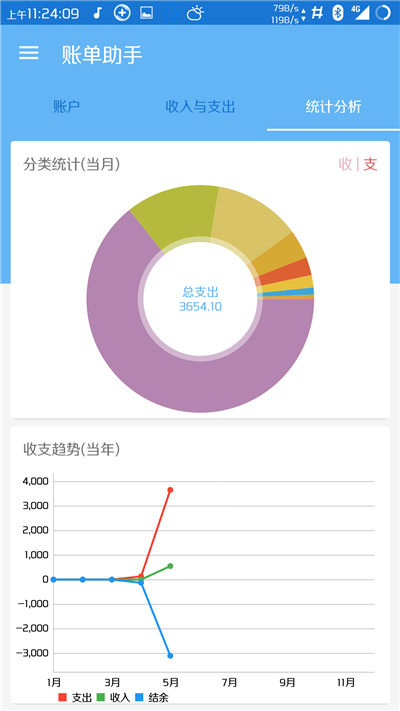 上午11:24:09 79B/s 119B/s 4G
账单助手
账户 收入与支出 统计分析
分类统计(当月) 收 | 支
总支出
3654.10
收支趋势(当年)
4,000
3,000
2,000
1,000
0
-1,000
-2,000
-3,000
1月 3月 5月 7月 9月 11月
支出 收入 结余